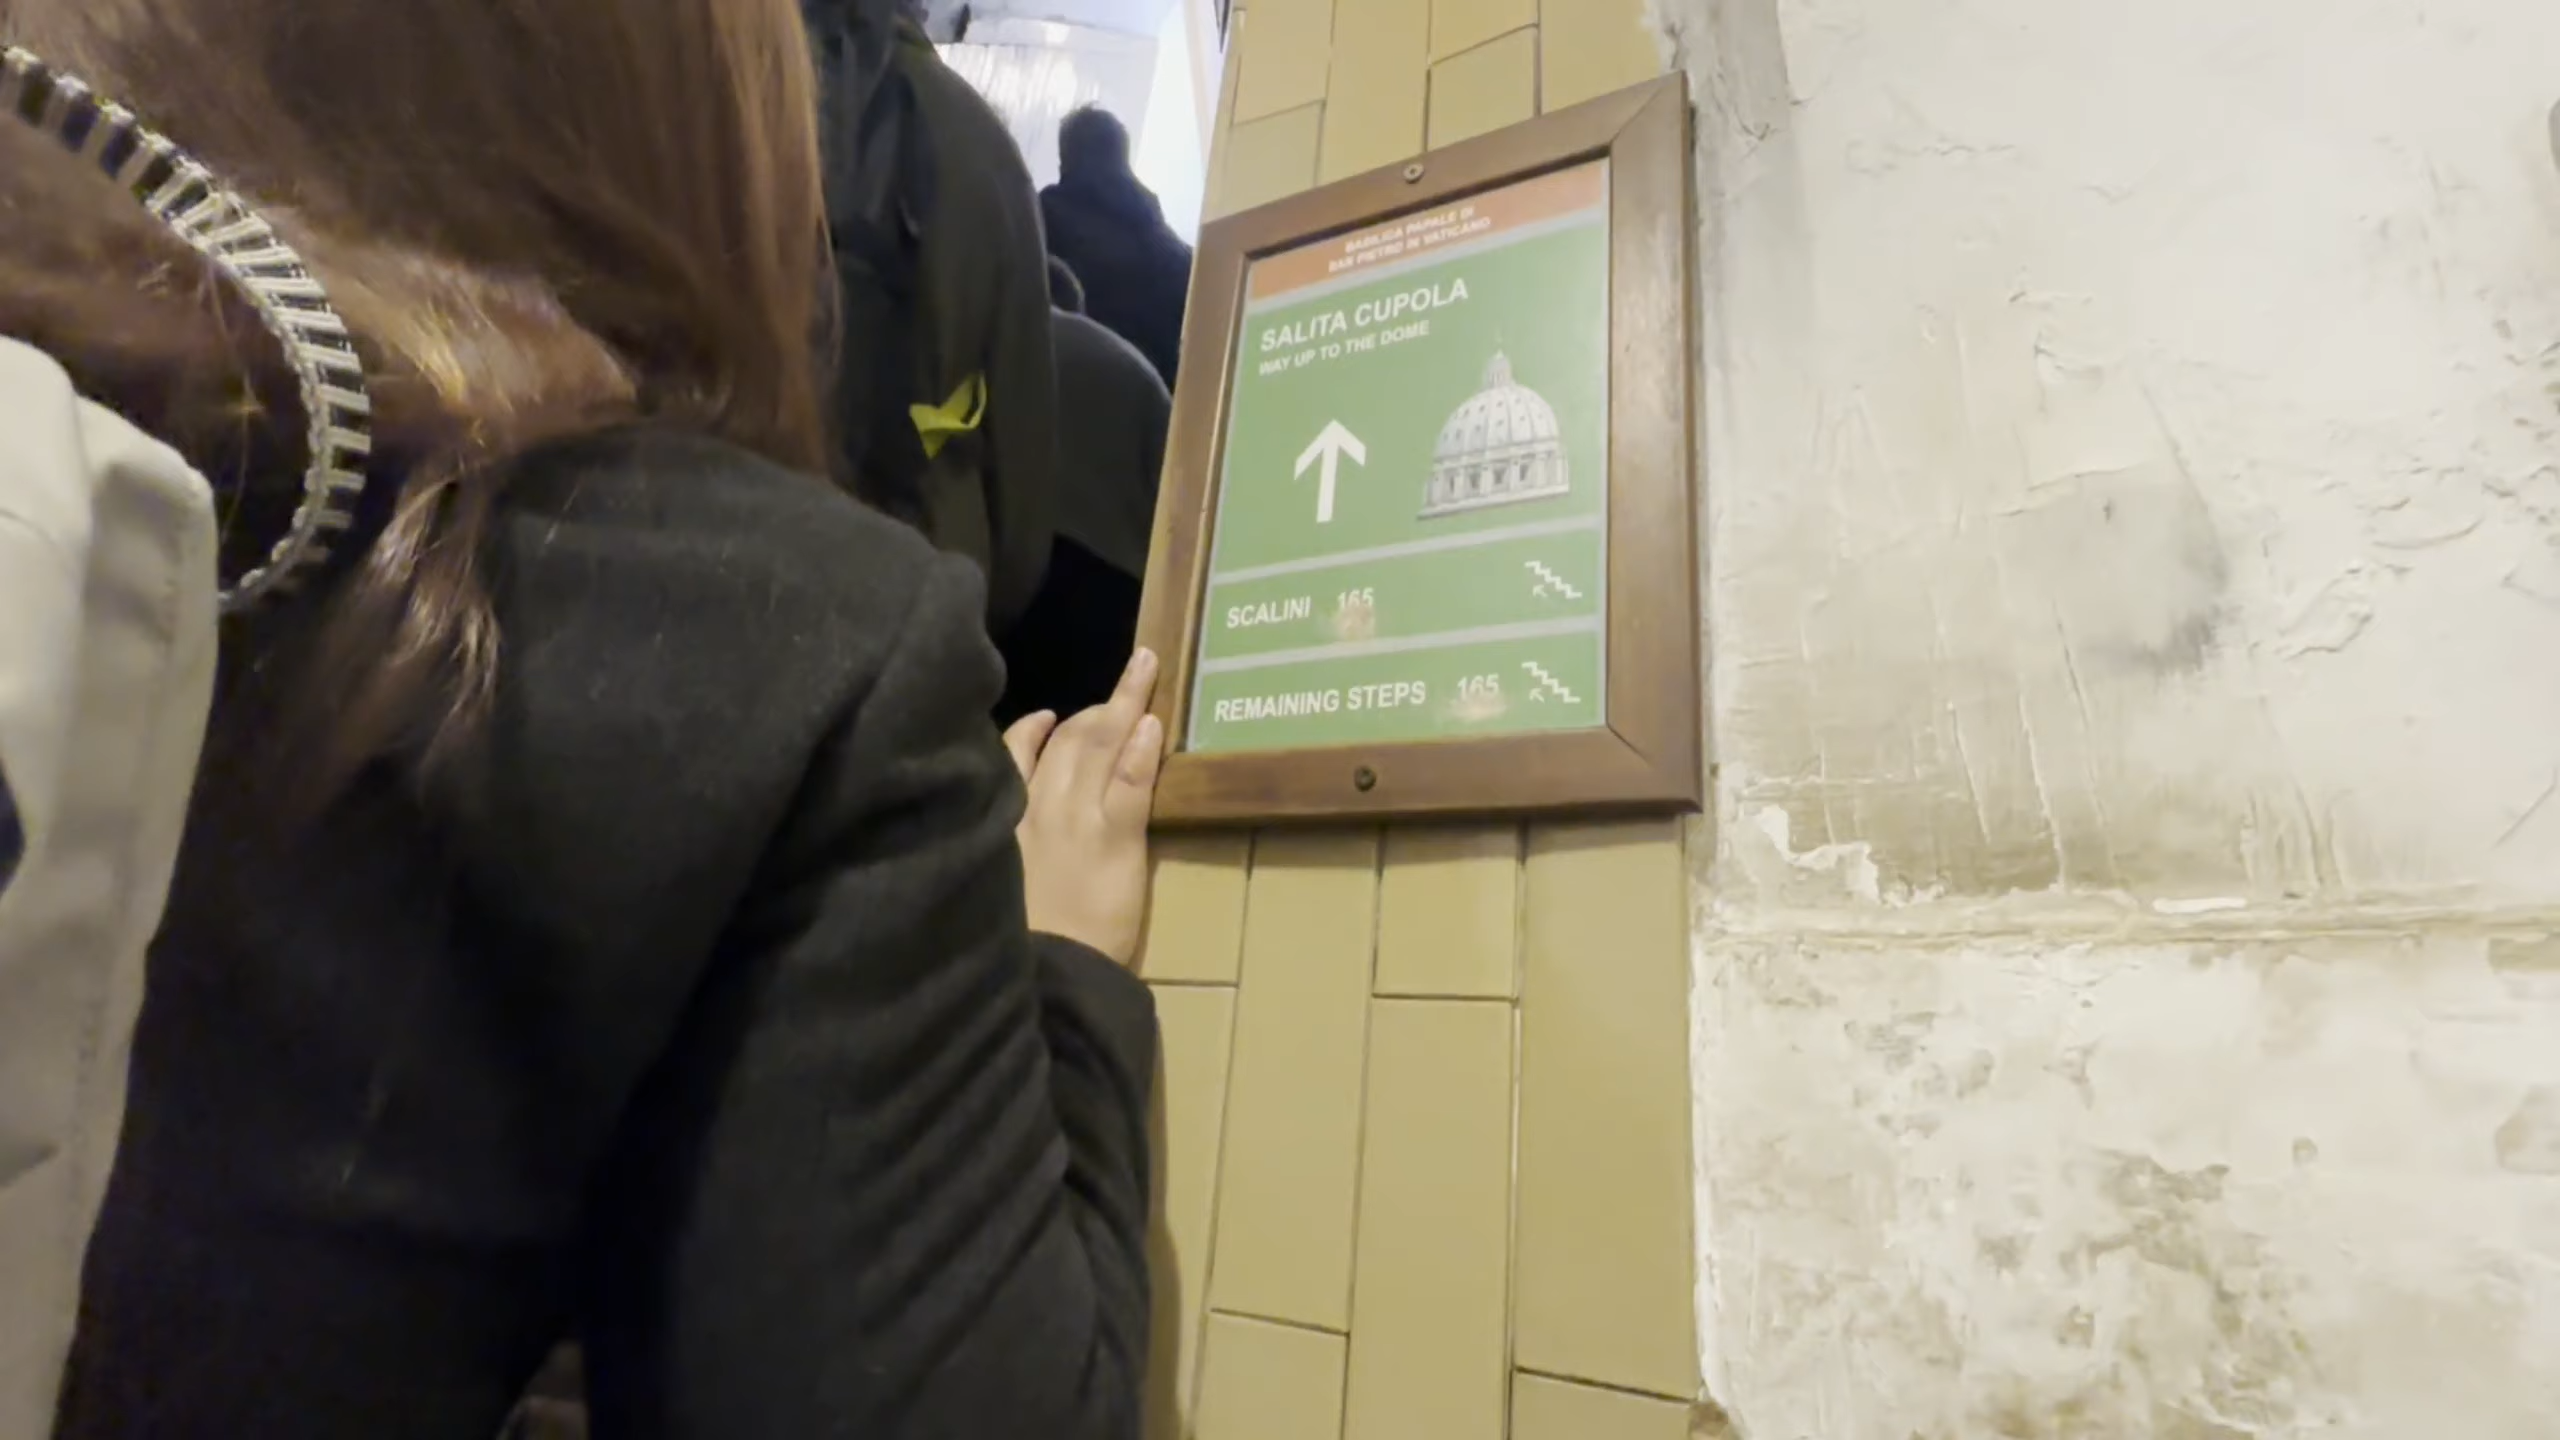 BASILICA PAPALE DI
SAN PIETRO IN VATICANO
SALITA CUPOLA
WAY UP TO THE DOME
SCALINI 165
REMAINING STEPS 165